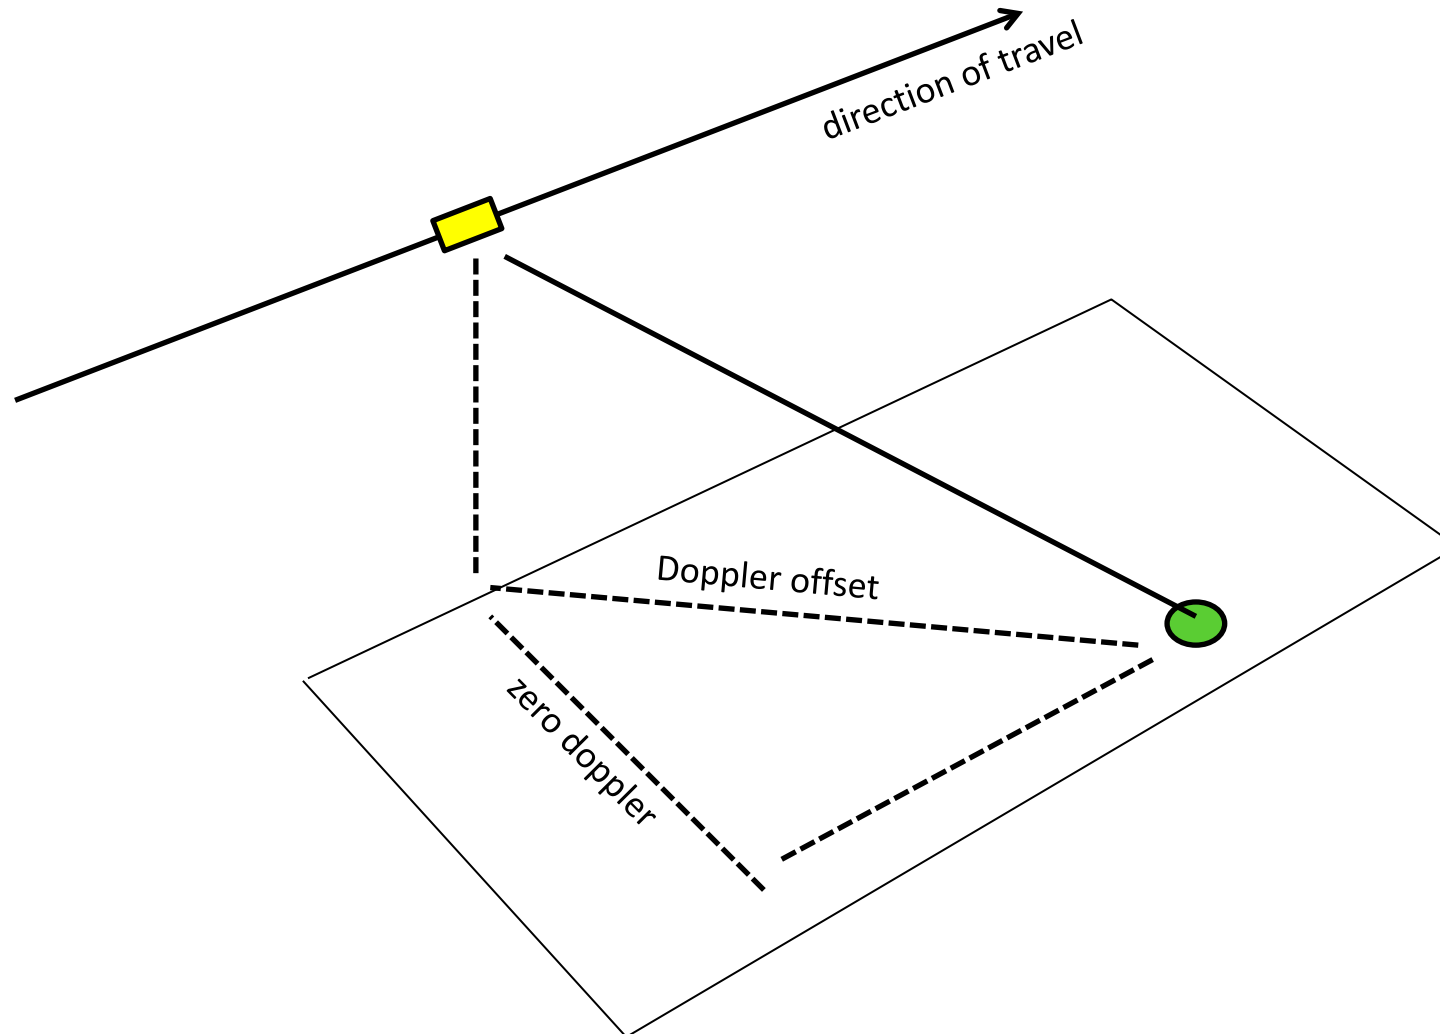 direction of travel
Doppler offset
zero doppler